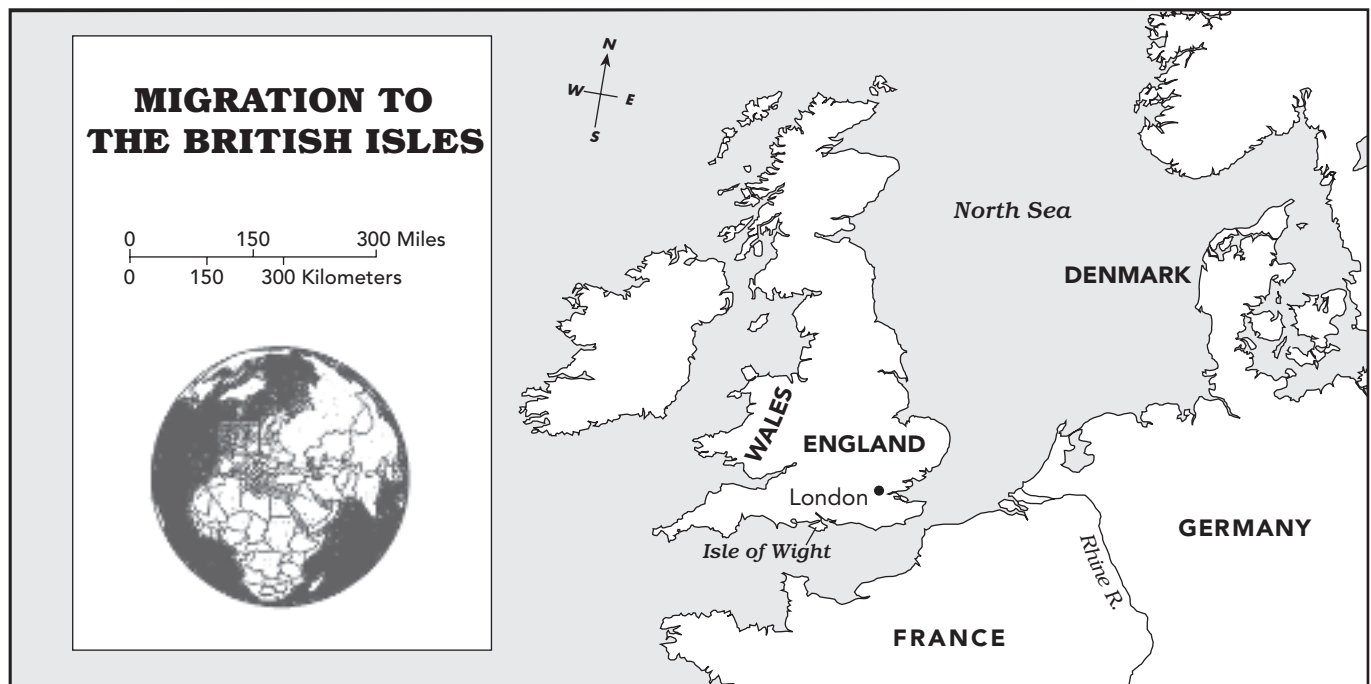 MIGRATION TO
THE BRITISH ISLES
0 150 300 Miles
0 150 300 Kilometers
N
W E
S
North Sea
DENMARK
WALES
ENGLAND
London
Isle of Wight
GERMANY
Rhine R.
FRANCE